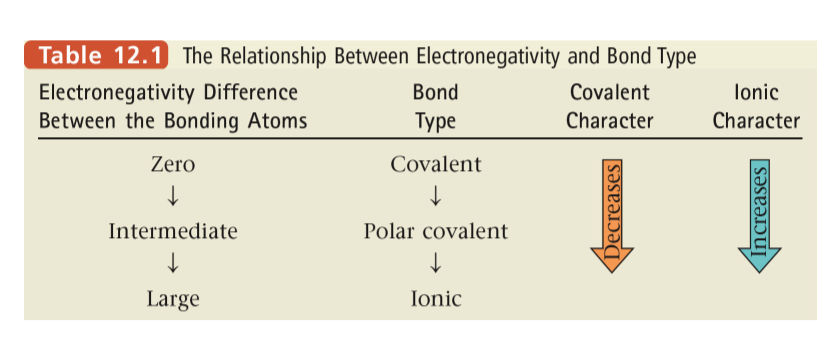 Table 12.1 The Relationship Between Electronegativity and Bond Type
Electronegativity Difference Bond Covalent Ionic
Between the Bonding Atoms Type Character Character
Zero Covalent
↓ ↓
Intermediate Polar covalent
↓ ↓
Large Ionic
Decreases
Increases